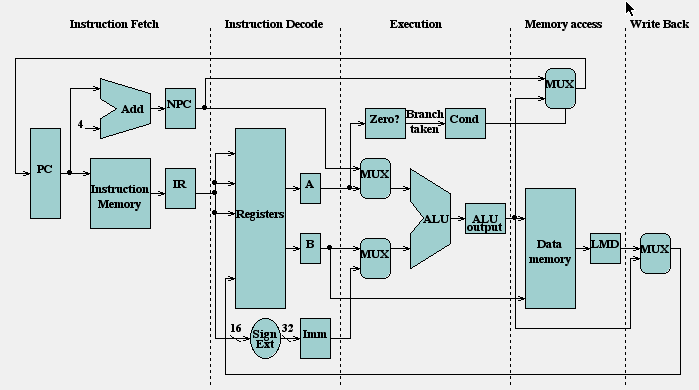 Instruction Fetch
Instruction Decode
Execution
Memory access
Write Back
MUX
Add
NPC
4
Zero?
Branch
taken
Cond
PC
Instruction
Memory
IR
Registers
A
MUX
ALU
ALU
output
B
MUX
Data
memory
LMD
MUX
16
Sign
Ext
32
Imm